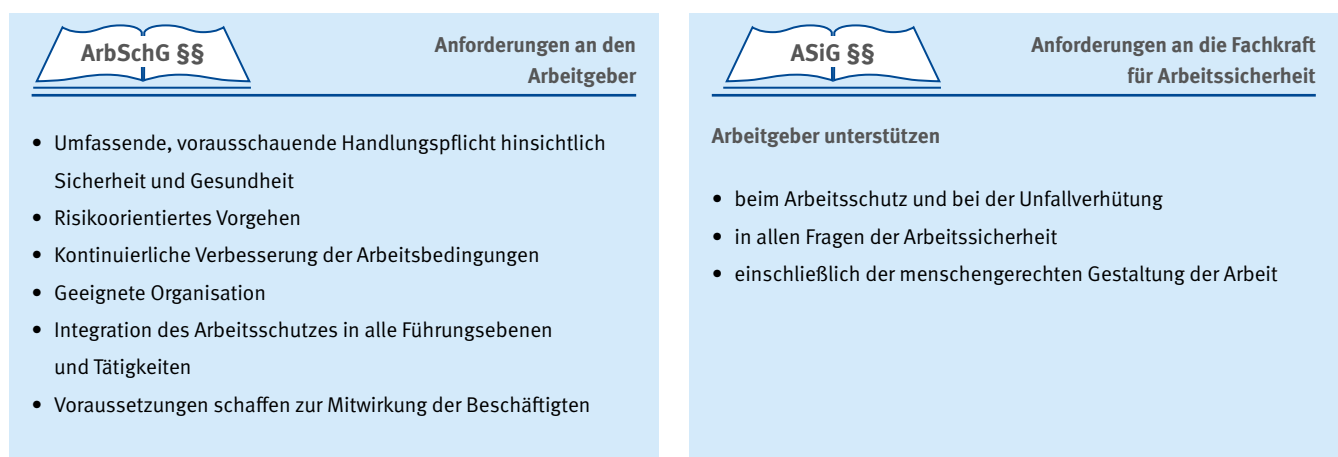 ArbSchG §§
Anforderungen an den
Arbeitgeber
• Umfassende, vorausschauende Handlungspflicht hinsichtlich
Sicherheit und Gesundheit
• Risikoorientiertes Vorgehen
• Kontinuierliche Verbesserung der Arbeitsbedingungen
• Geeignete Organisation
• Integration des Arbeitsschutzes in alle Führungsebenen
und Tätigkeiten
• Voraussetzungen schaffen zur Mitwirkung der Beschäftigten
ASiG §§
Anforderungen an die Fachkraft
für Arbeitssicherheit
Arbeitgeber unterstützen
• beim Arbeitsschutz und bei der Unfallverhütung
• in allen Fragen der Arbeitssicherheit
• einschließlich der menschengerechten Gestaltung der Arbeit